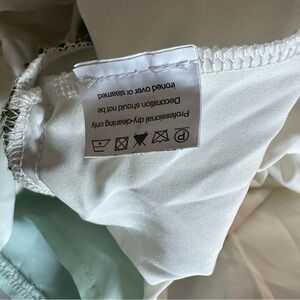 Professional dry-cleaning only
Decoration should not be
ironed over or steamed